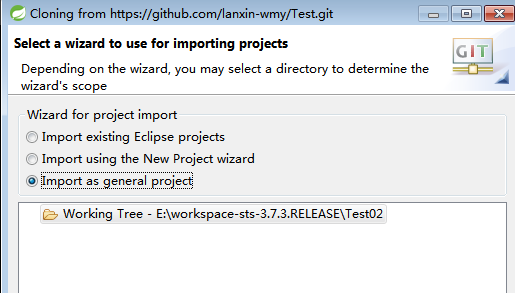 Cloning from https://github.com/lanxin-wmy/Test.git
Select a wizard to use for importing projects
Depending on the wizard, you may select a directory to determine the
wizard's scope
GIT
Wizard for project import
Import existing Eclipse projects
Import using the New Project wizard
Import as general project
Working Tree - E:\workspace-sts-3.7.3.RELEASE\Test02